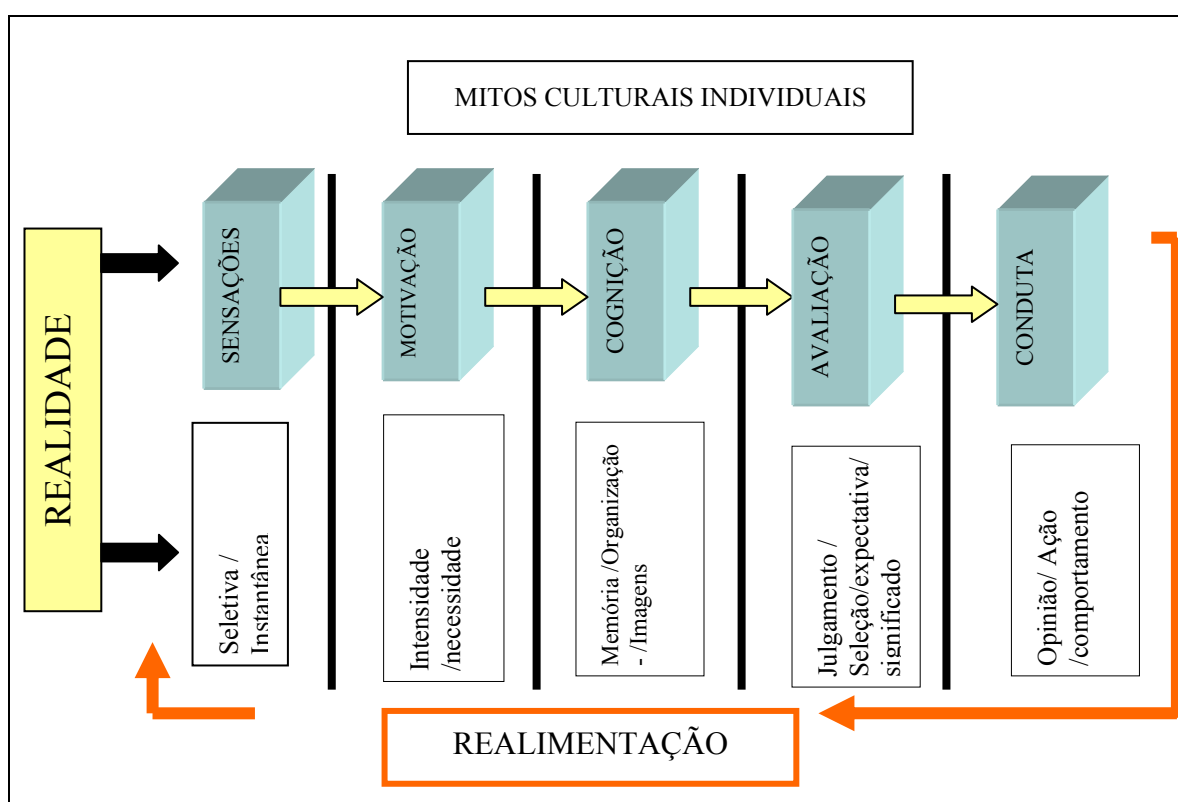 MITOS CULTURAIS INDIVIDUAIS
REALIDADE
SENSAÇÕES
MOTIVAÇÃO
COGNIÇÃO
AVALIAÇÃO
CONDUTA
Seletiva /
Instantânea
Intensidade
/necessidade
Memória /Organização
- /Imagens
Julgamento /
Seleção/expectativa/
significado
Opinião/ Ação
/comportamento
REALIMENTAÇÃO